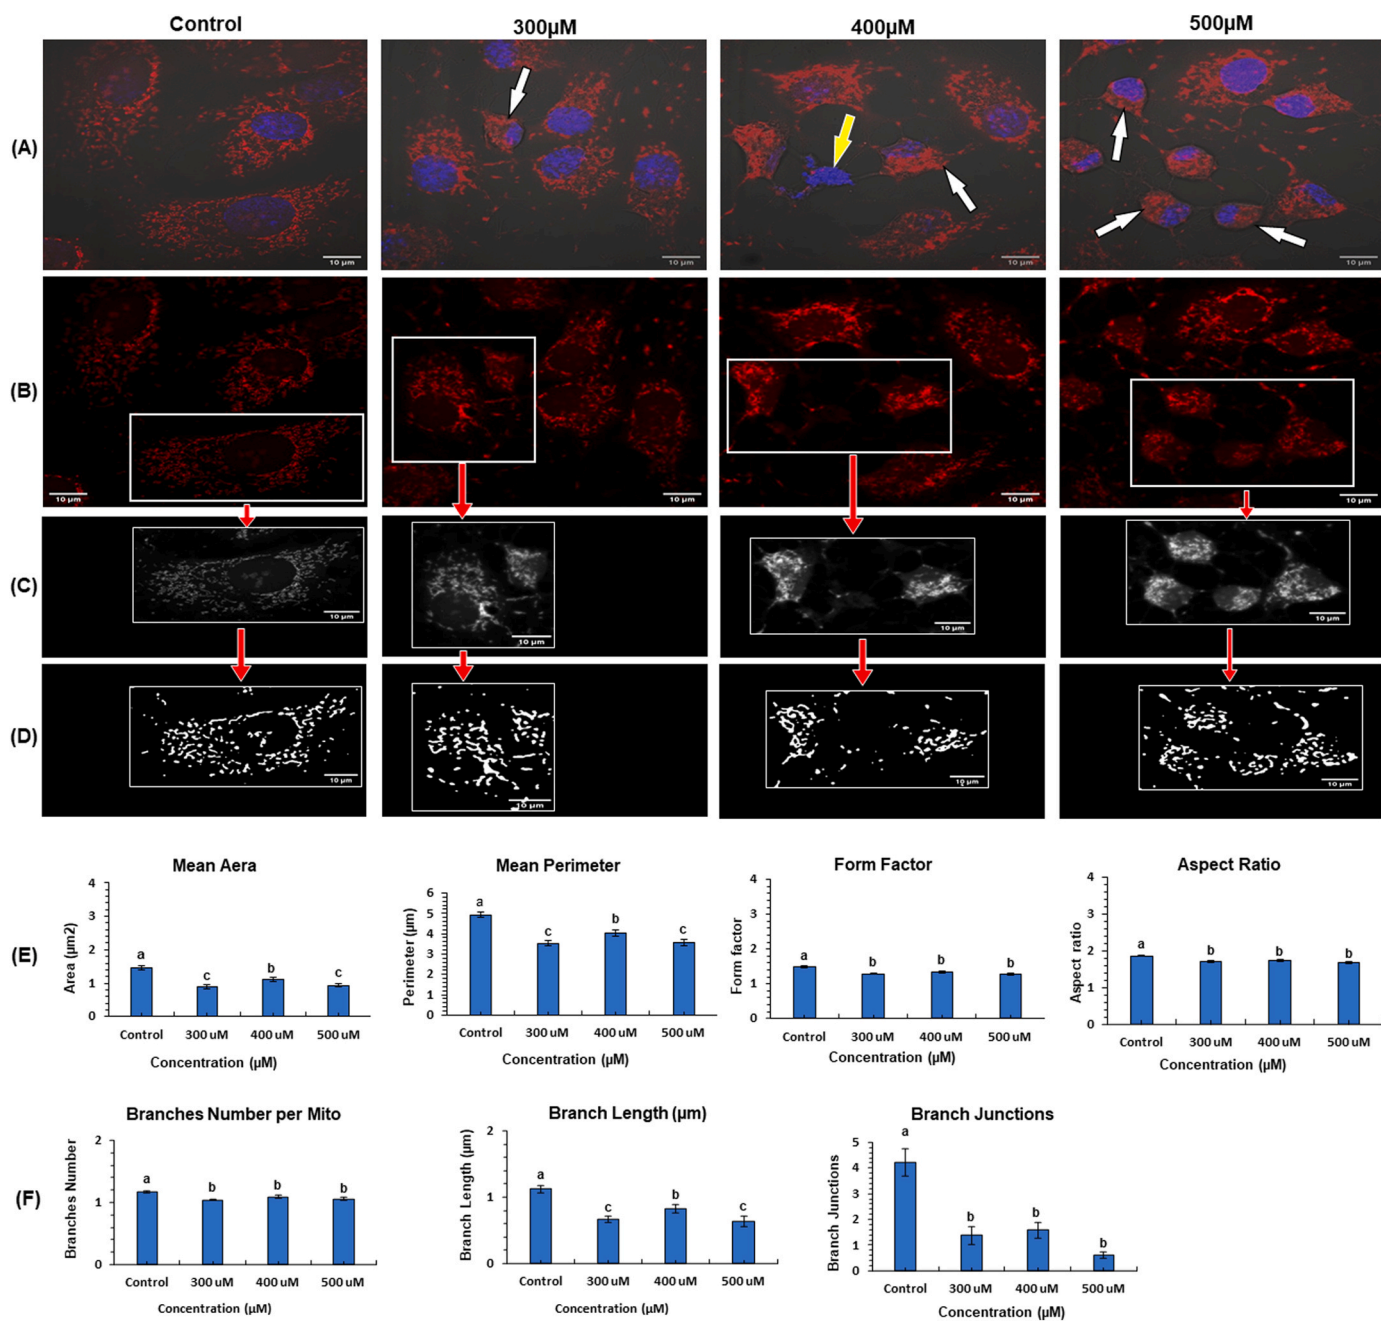 Control 300µM 400µM 500µM
(A)
10 µm 10 µm 10 µm 10 µm
(B)
10 µm 10 µm 10 µm 10 µm
(C)
10 µm 10 µm 10 µm 10 µm
(D)
10 µm 10 µm 10 µm 10 µm
(E)
Mean Aera
Area (µm2)
4
3
2
1
0
a c b c
Control 300 uM 400 uM 500 uM
Concentration (µM)
Mean Perimeter
Perimeter (µm)
6
5
4
3
2
1
0
a c b c
Control 300 uM 400 uM 500 uM
Concentration (µM)
Form Factor
Form factor
4
3
2
1
0
a b b b
Control 300 uM 400 uM 500 uM
Concentration (µM)
Aspect Ratio
Aspect ratio
4
3
2
1
0
a b b b
Control 300 uM 400 uM 500 uM
Concentration (µM)
(F)
Branches Number per Mito
Branches Number
2
1
0
a b b b
Control 300 uM 400 uM 500 uM
Concentration (µM)
Branch Length (µm)
Branch Length (µm)
2
1
0
a c b c
Control 300 uM 400 uM 500 uM
Concentration (µM)
Branch Junctions
Branch Junctions
5
4
3
2
1
0
a b b b
Control 300 uM 400 uM 500 uM
Concentration (µM)